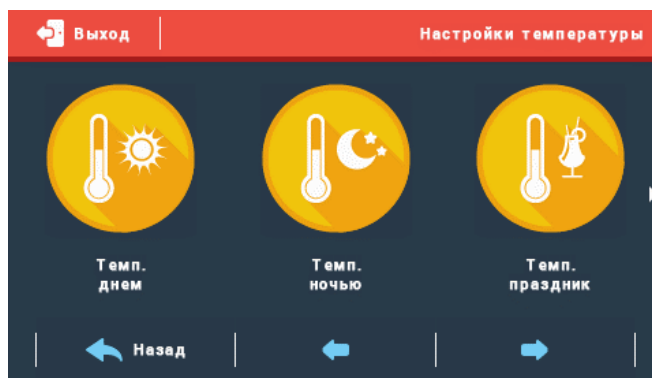 Выход
Настройки температуры
Темп.
днем
Темп.
ночью
Темп.
праздник
Назад